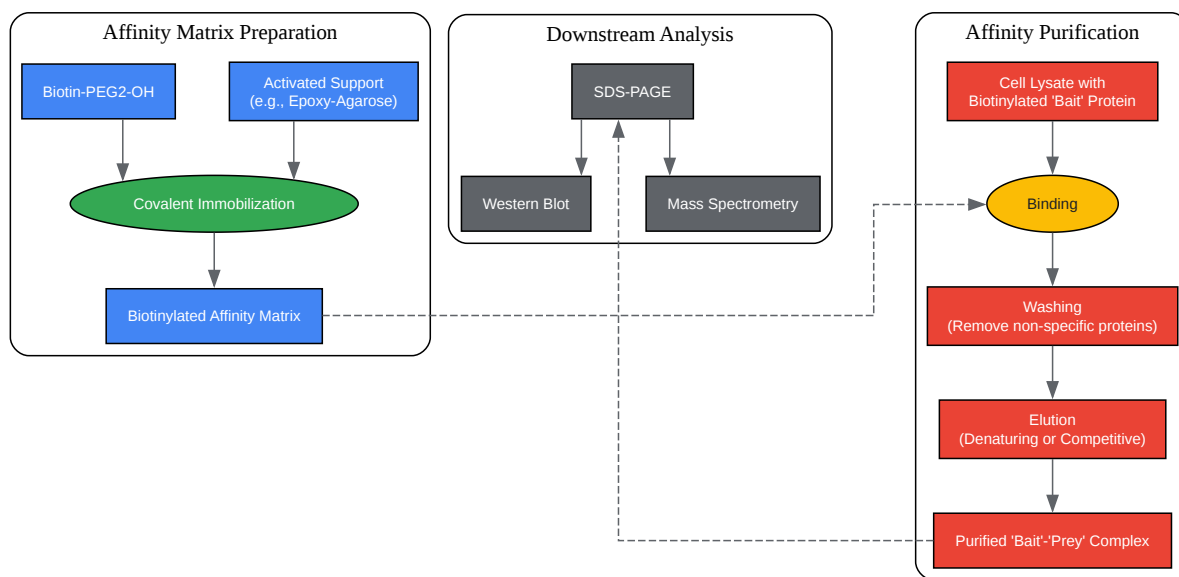 Affinity Matrix Preparation
Biotin-PEG2-OH
Activated Support
(e.g., Epoxy-Agarose)
Covalent Immobilization
Biotinylated Affinity Matrix
Downstream Analysis
SDS-PAGE
Western Blot
Mass Spectrometry
Affinity Purification
Cell Lysate with
Biotinylated 'Bait' Protein
Binding
Washing
(Remove non-specific proteins)
Elution
(Denaturing or Competitive)
Purified 'Bait'-'Prey' Complex